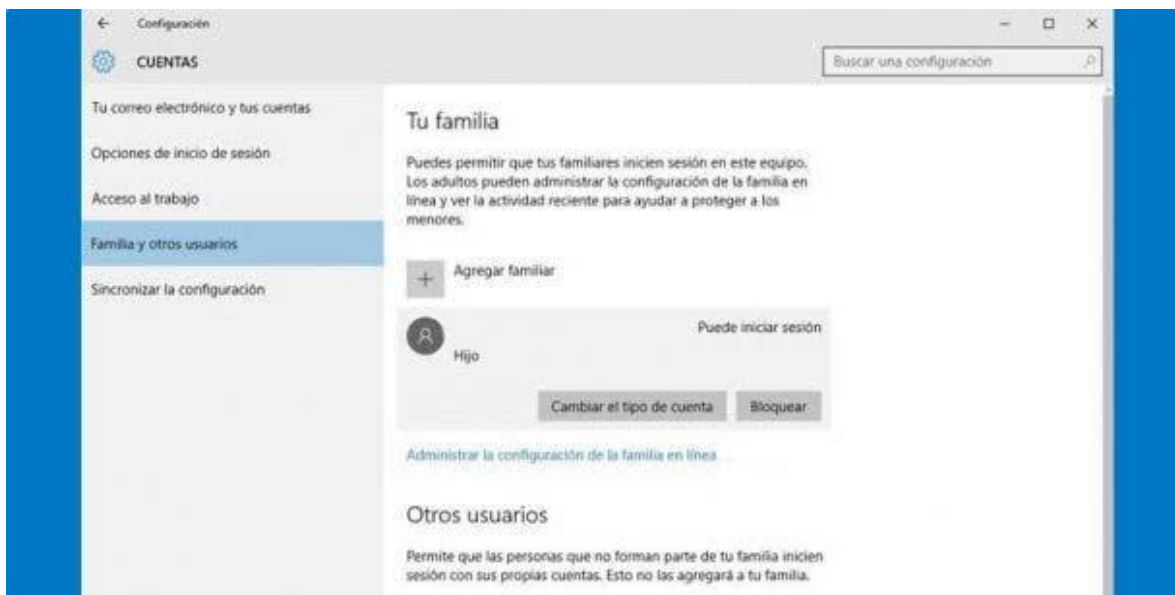 Configuración
CUENTAS
Buscar una configuración
Tu correo electrónico y tus cuentas
Opciones de inicio de sesión
Acceso al trabajo
Familia y otros usuarios
Sincronizar la configuración
Tu familia
Puedes permitir que tus familiares inicien sesión en este equipo.
Los adultos pueden administrar la configuración de la familia en
línea y ver la actividad reciente para ayudar a proteger a los
menores.
Agregar familiar
Puede iniciar sesión
Hijo
Cambiar el tipo de cuenta
Bloquear
Administrar la configuración de la familia en línea
Otros usuarios
Permite que las personas que no forman parte de tu familia inicien
sesión con sus propias cuentas. Esto no las agregará a tu familia.